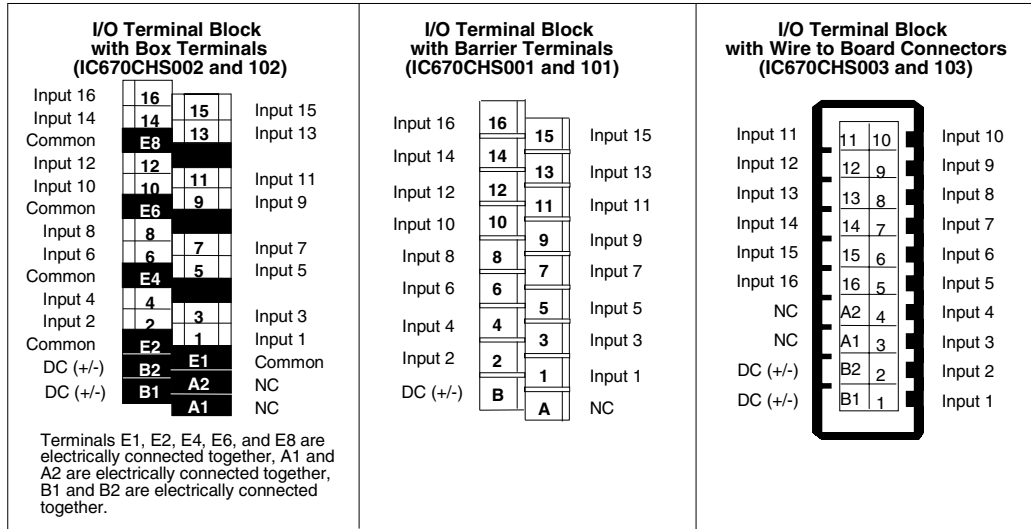 I/O Terminal Block
with Box Terminals
(IC670CHS002 and 102)
Input 16 16
15 Input 15
Input 14 14
13 Input 13
Common E8
Input 12 12
11 Input 11
Input 10 10
9 Input 9
Common E6
Input 8 8
7 Input 7
Input 6 6
5 Input 5
Common E4
Input 4 4
3 Input 3
Input 2 2
1 Input 1
Common E2
E1 Common
DC (+/-) B2
A2 NC
DC (+/-) B1
A1 NC
Terminals E1, E2, E4, E6, and E8 are
electrically connected together, A1 and
A2 are electrically connected together,
B1 and B2 are electrically connected
together.
I/O Terminal Block
with Barrier Terminals
(IC670CHS001 and 101)
Input 16 16
15 Input 15
Input 14 14
13 Input 13
Input 12 12
11 Input 11
Input 10 10
9 Input 9
Input 8 8
7 Input 7
Input 6 6
5 Input 5
Input 4 4
3 Input 3
Input 2 2
1 Input 1
DC (+/-) B
A NC
I/O Terminal Block
with Wire to Board Connectors
(IC670CHS003 and 103)
Input 11 11 10 Input 10
Input 12 12 9 Input 9
Input 13 13 8 Input 8
Input 14 14 7 Input 7
Input 15 15 6 Input 6
Input 16 16 5 Input 5
NC A2 4 Input 4
NC A1 3 Input 3
DC (+/-) B2 2 Input 2
DC (+/-) B1 1 Input 1